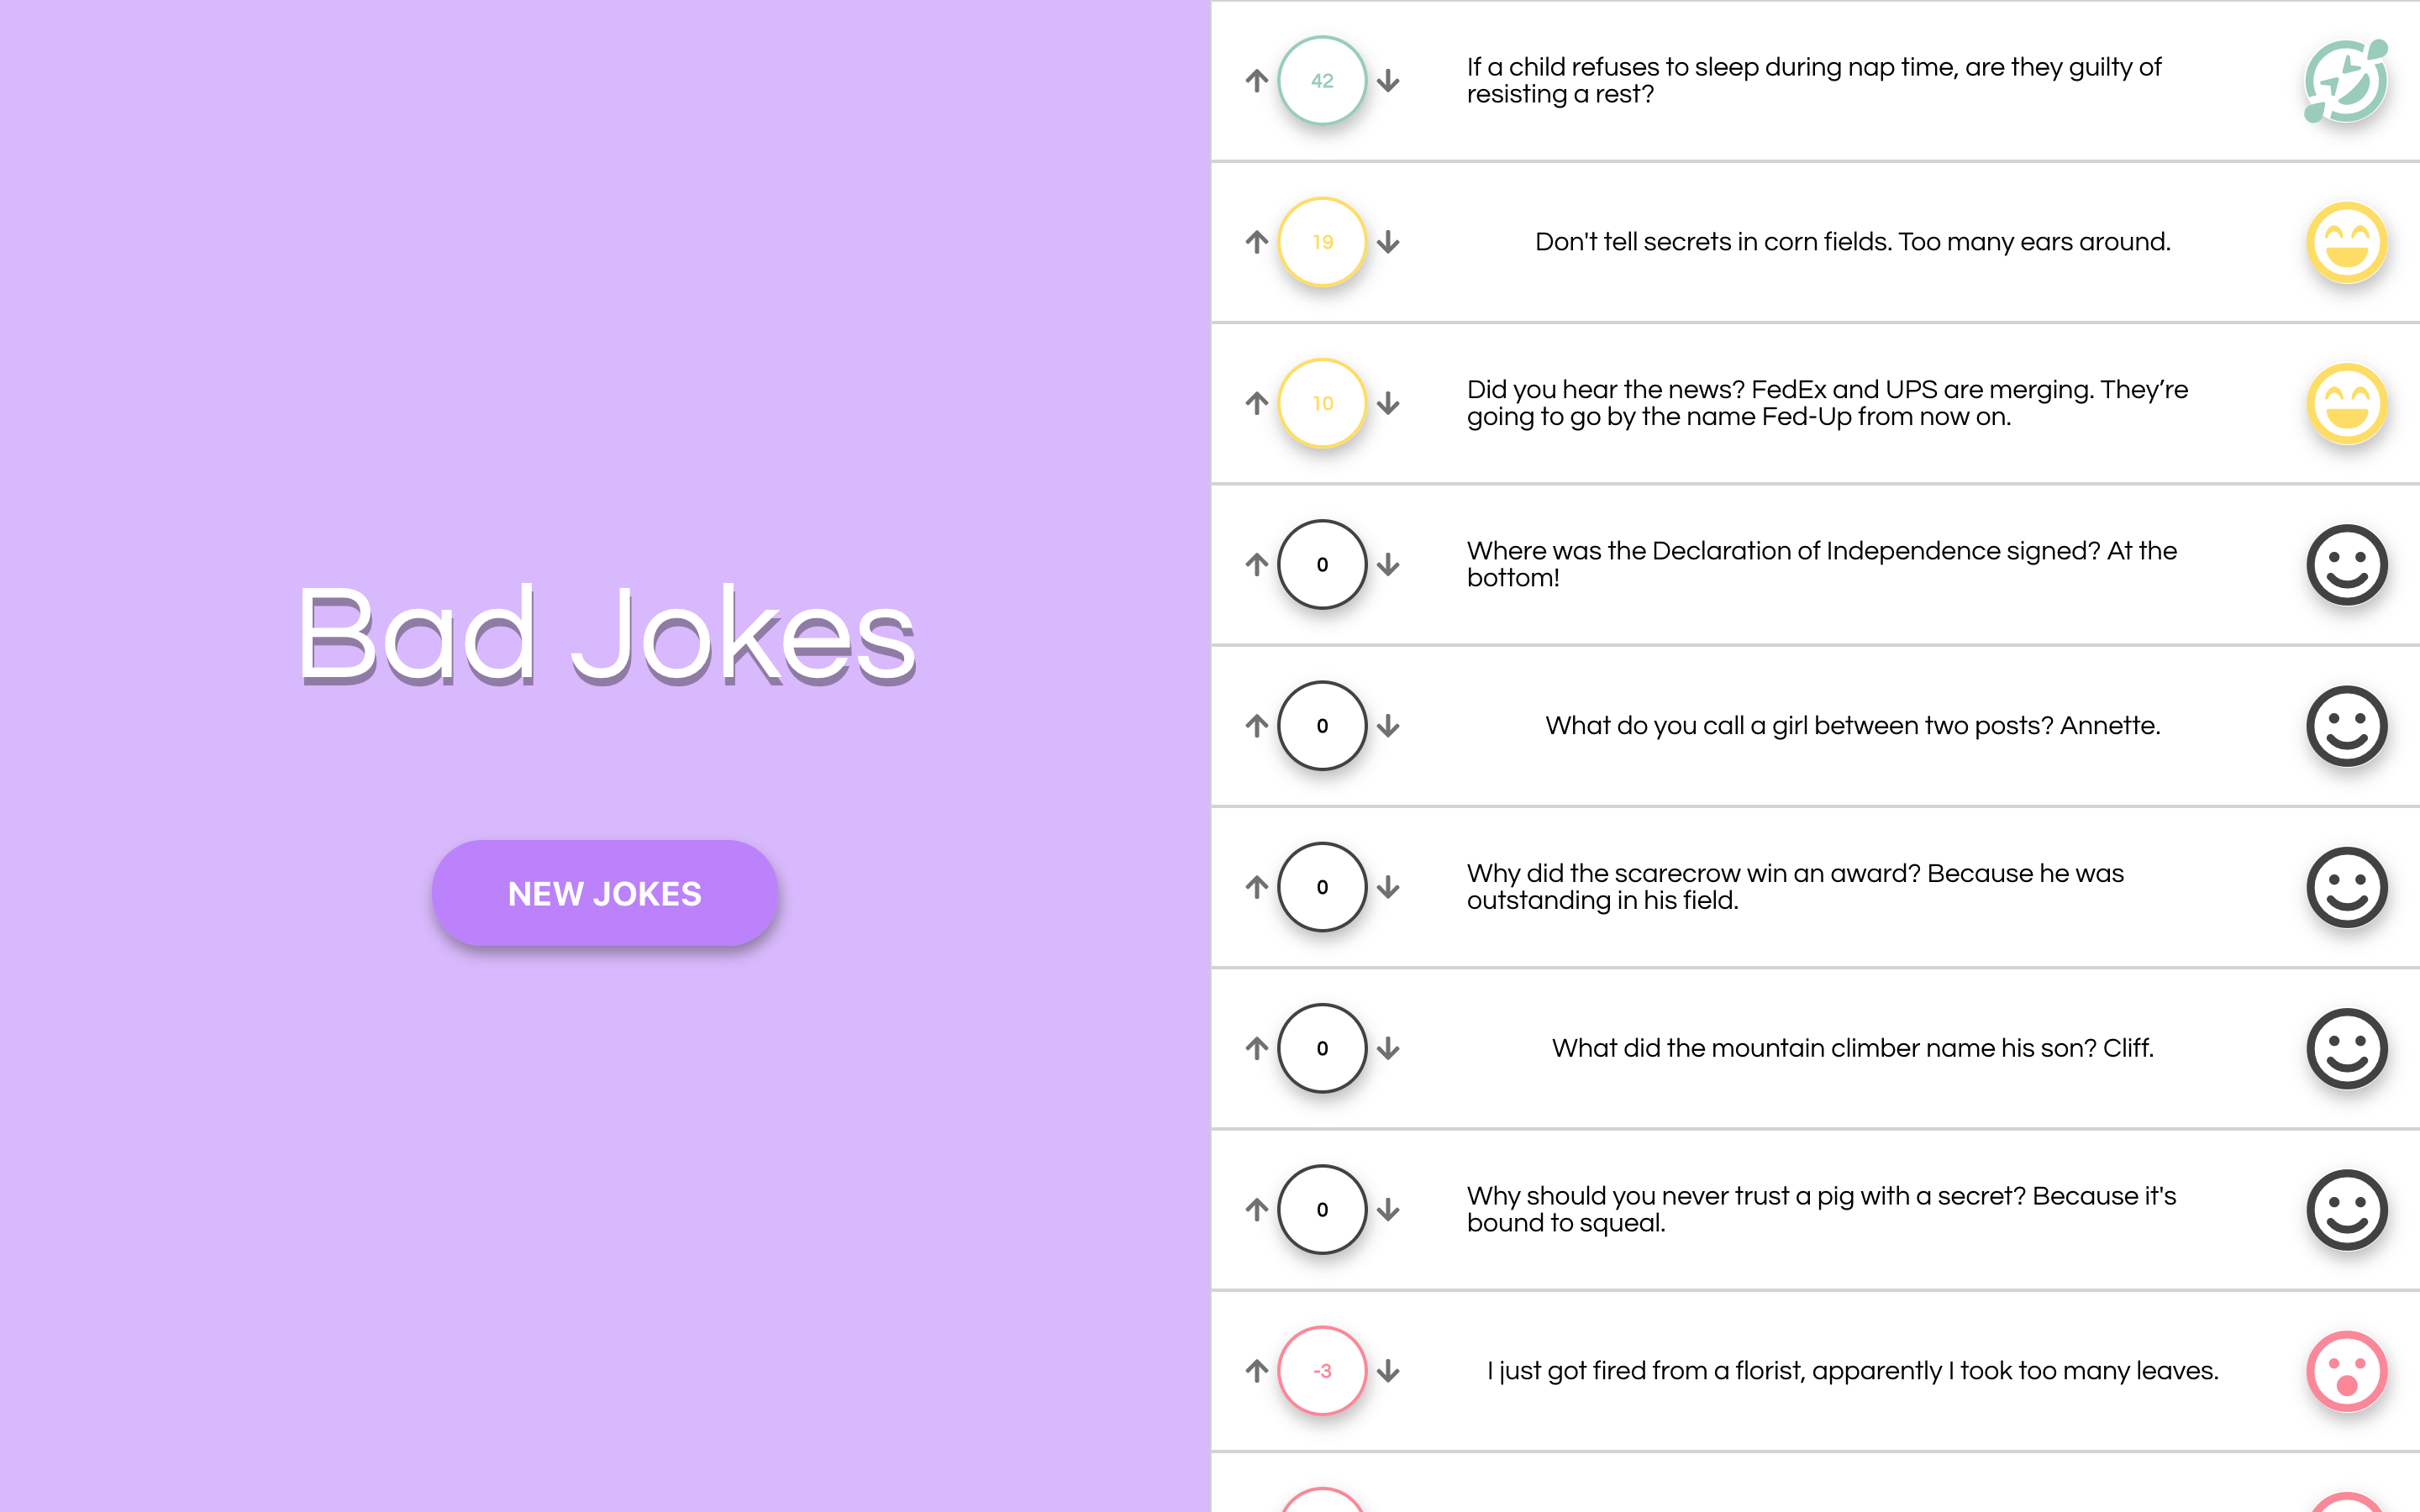 Bad Jokes
NEW JOKES
42
If a child refuses to sleep during nap time, are they guilty of
resisting a rest?
19
Don't tell secrets in corn fields. Too many ears around.
10
Did you hear the news? FedEx and UPS are merging. They’re
going to go by the name Fed-Up from now on.
0
Where was the Declaration of Independence signed? At the
bottom!
0
What do you call a girl between two posts? Annette.
0
Why did the scarecrow win an award? Because he was
outstanding in his field.
0
What did the mountain climber name his son? Cliff.
0
Why should you never trust a pig with a secret? Because it's
bound to squeal.
-3
I just got fired from a florist, apparently I took too many leaves.